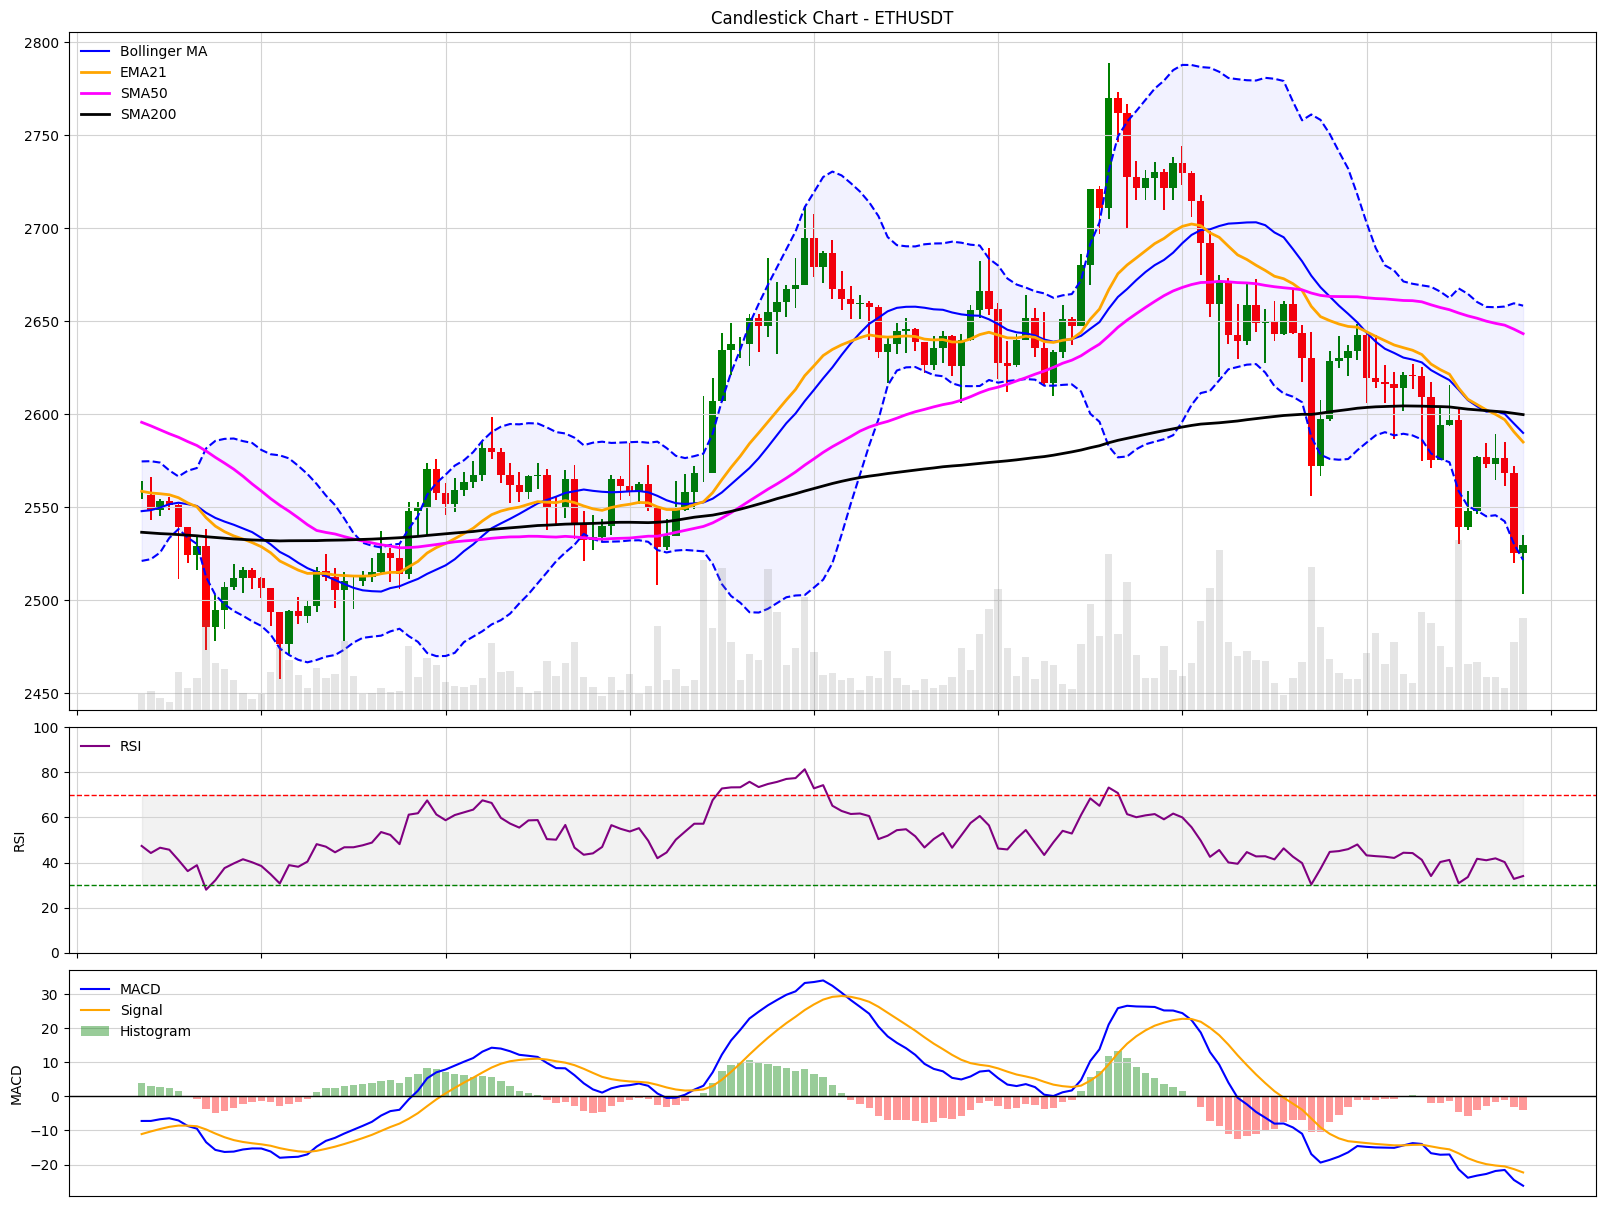 Candlestick Chart - ETHUSDT
Bollinger MA
EMA21
SMA50
SMA200
2800
2750
2700
2650
2600
2550
2500
2450
RSI
RSI
100
80
60
40
20
0
MACD
Signal
Histogram
MACD
30
20
10
0
−10
−20